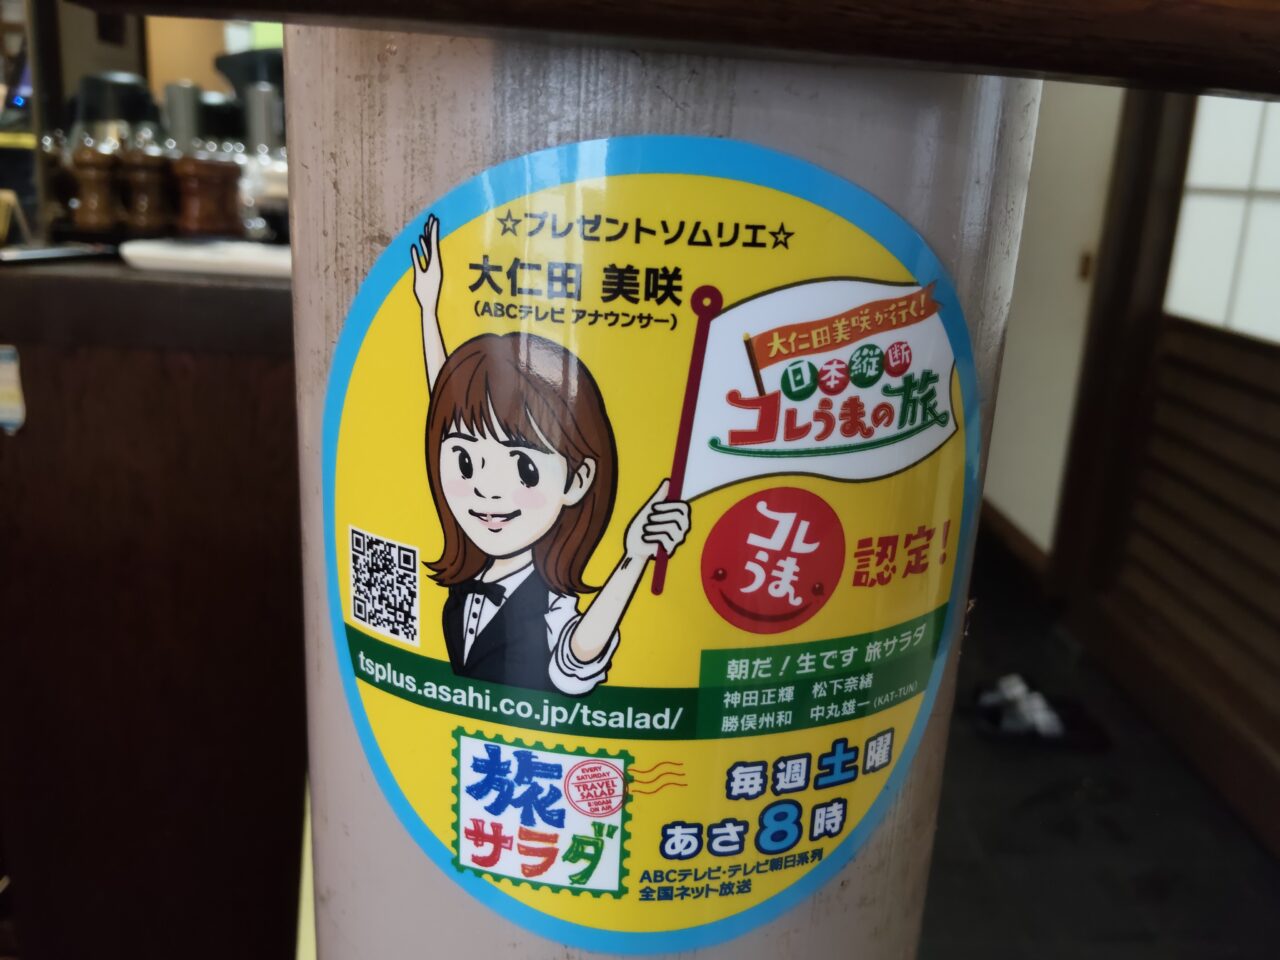 ☆プレゼントソムリエ☆
大仁田 美咲
(ABCテレビ アナウンサー)
大仁田美咲が行く!
日本縦断
コレうまの旅
コレ
うま
認定!
朝だ!生です 旅サラダ
神田正輝 松下奈緒
勝俣州和 中丸雄一(KAT-TUN)
tsplus.asahi.co.jp/tsalad/
旅
サラダ
EVERY
SATURDAY
TRAVEL
SALAD
8:00AM
ON AIR
毎週土曜
あさ8時
ABCテレビ・テレビ朝日系列
全国ネット放送